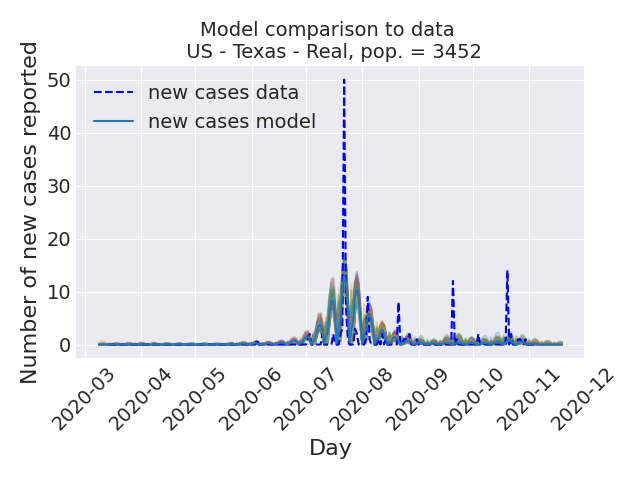 Model comparison to data
US - Texas - Real, pop. = 3452
Number of new cases reported
50
40
30
20
10
0
new cases data
new cases model
2020-03
2020-04
2020-05
2020-06
2020-07
2020-08
2020-09
2020-10
2020-11
2020-12
Day